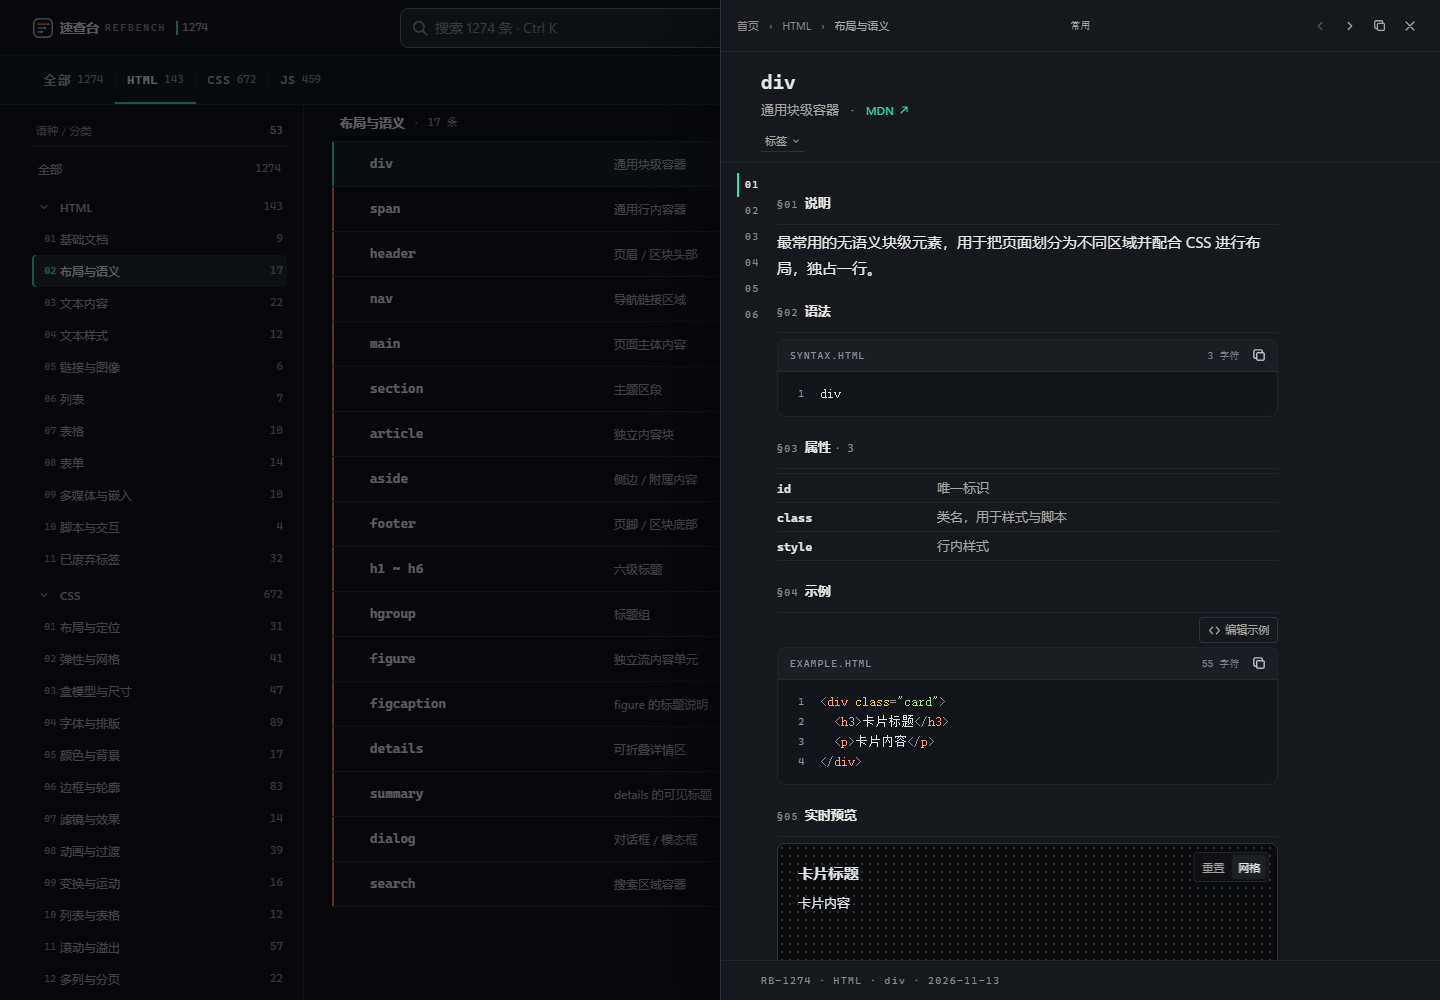 速查台 REFBENCH 1274
搜索 1274 条 · Ctrl K
全部 1274 HTML 143 CSS 672 JS 459
语种 / 分类 53
全部 1274
HTML 143
01 基础文档 9
02 布局与语义 17
03 文本内容 22
04 文本样式 12
05 链接与图像 6
06 列表 7
07 表格 10
08 表单 14
09 多媒体与嵌入 10
10 脚本与交互 4
11 已废弃标签 32
CSS 672
01 布局与定位 31
02 弹性与网格 41
03 盒模型与尺寸 47
04 字体与排版 89
05 颜色与背景 17
06 边框与轮廓 83
07 滤镜与效果 14
08 动画与过渡 39
09 变换与运动 16
10 列表与表格 12
11 滚动与溢出 57
12 多列与分页 22
布局与语义 · 17 条
div 通用块级容器
span 通用行内容器
header 页眉 / 区块头部
nav 导航链接区域
main 页面主体内容
section 主题区段
article 独立内容块
aside 侧边 / 附属内容
footer 页脚 / 区块底部
h1 ~ h6 六级标题
hgroup 标题组
figure 独立流内容单元
figcaption figure 的标题说明
details 可折叠详情区
summary details 的可见标题
dialog 对话框 / 模态框
search 搜索区域容器
首页 › HTML › 布局与语义 常用
div
通用块级容器 · MDN ↗
标签
01
02
03
04
05
06
§01 说明
最常用的无语义块级元素，用于把页面划分为不同区域并配合 CSS 进行布
局，独占一行。
§02 语法
SYNTAX.HTML 3 字符
1 div
§03 属性 · 3
id 唯一标识
class 类名，用于样式与脚本
style 行内样式
§04 示例
编辑示例
EXAMPLE.HTML 55 字符
1 <div class="card">
2 <h3>卡片标题</h3>
3 <p>卡片内容</p>
4 </div>
§05 实时预览
重置 网格
卡片标题
卡片内容
RB-1274 · HTML · div · 2026-11-13